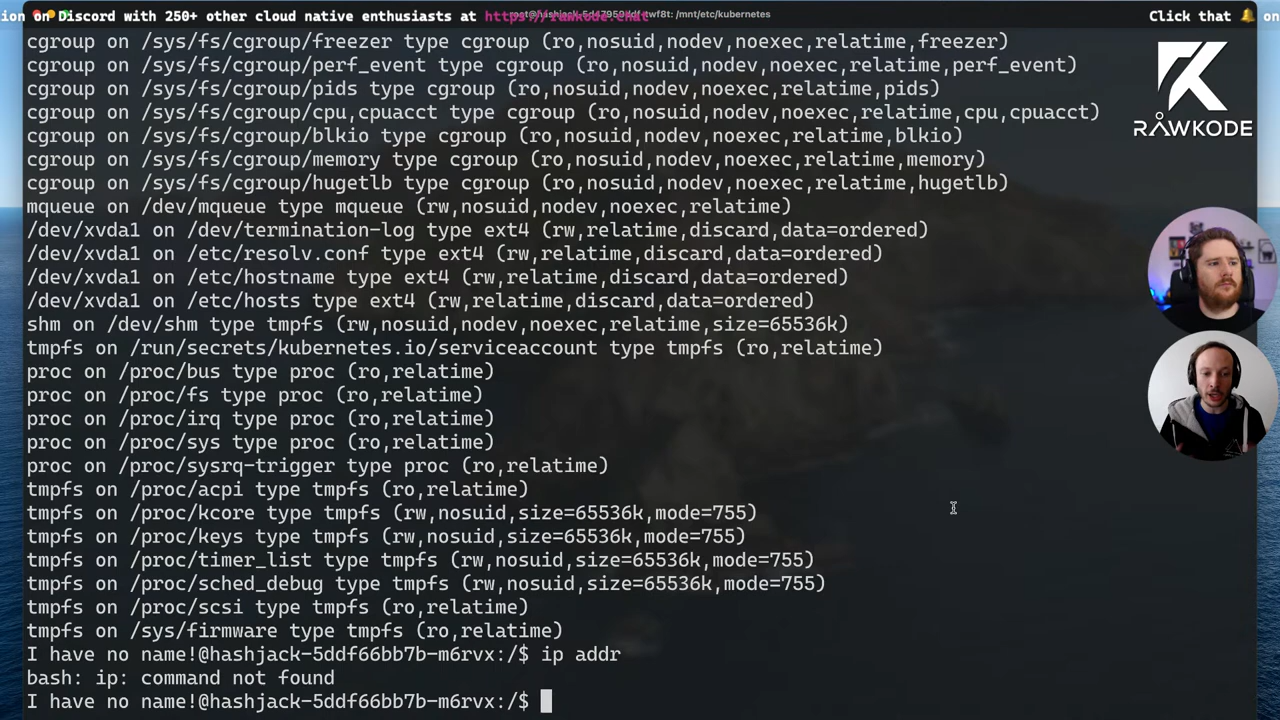 ion on Discord with 250+ other cloud native enthusiasts at https://rawkode.chat
/mnt/etc/kubernetes
Click that 🔔 on
cgroup on /sys/fs/cgroup/freezer type cgroup (ro,nosuid,nodev,noexec,relatime,freezer)
cgroup on /sys/fs/cgroup/perf_event type cgroup (ro,nosuid,nodev,noexec,relatime,perf_event)
cgroup on /sys/fs/cgroup/pids type cgroup (ro,nosuid,nodev,noexec,relatime,pids)
cgroup on /sys/fs/cgroup/cpu,cpuacct type cgroup (ro,nosuid,nodev,noexec,relatime,cpu,cpuacct)
cgroup on /sys/fs/cgroup/blkio type cgroup (ro,nosuid,nodev,noexec,relatime,blkio)
cgroup on /sys/fs/cgroup/memory type cgroup (ro,nosuid,nodev,noexec,relatime,memory)
cgroup on /sys/fs/cgroup/hugetlb type cgroup (ro,nosuid,nodev,noexec,relatime,hugetlb)
mqueue on /dev/mqueue type mqueue (rw,nosuid,nodev,noexec,relatime)
/dev/xvda1 on /dev/termination-log type ext4 (rw,relatime,discard,data=ordered)
/dev/xvda1 on /etc/resolv.conf type ext4 (rw,relatime,discard,data=ordered)
/dev/xvda1 on /etc/hostname type ext4 (rw,relatime,discard,data=ordered)
/dev/xvda1 on /etc/hosts type ext4 (rw,relatime,discard,data=ordered)
shm on /dev/shm type tmpfs (rw,nosuid,nodev,noexec,relatime,size=65536k)
tmpfs on /run/secrets/kubernetes.io/serviceaccount type tmpfs (ro,relatime)
proc on /proc/bus type proc (ro,relatime)
proc on /proc/fs type proc (ro,relatime)
proc on /proc/irq type proc (ro,relatime)
proc on /proc/sys type proc (ro,relatime)
proc on /proc/sysrq-trigger type proc (ro,relatime)
tmpfs on /proc/acpi type tmpfs (ro,relatime)
tmpfs on /proc/kcore type tmpfs (rw,nosuid,size=65536k,mode=755)
tmpfs on /proc/keys type tmpfs (rw,nosuid,size=65536k,mode=755)
tmpfs on /proc/timer_list type tmpfs (rw,nosuid,size=65536k,mode=755)
tmpfs on /proc/sched_debug type tmpfs (rw,nosuid,size=65536k,mode=755)
tmpfs on /proc/scsi type tmpfs (ro,relatime)
tmpfs on /sys/firmware type tmpfs (ro,relatime)
I have no name!@hashjack-5ddf66bb7b-m6rvx:/$ ip addr
bash: ip: command not found
I have no name!@hashjack-5ddf66bb7b-m6rvx:/$
RAWKODE